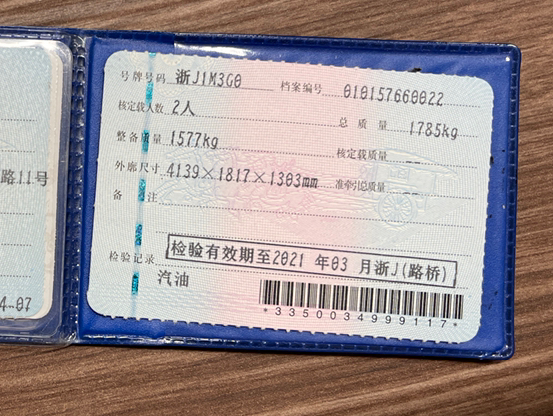 号牌号码 浙J1M3G0 档案编号 010157660022
核定载人数 2人 总质量 1785kg
整备质量 1577kg 核定载质量 --
外廓尺寸 4139×1817×1303mm 准牵引总质量 --
备注
检验有效期至2021 年03 月浙J(路桥)
检验记录
汽油
*3350034999117*
路11号
4-07